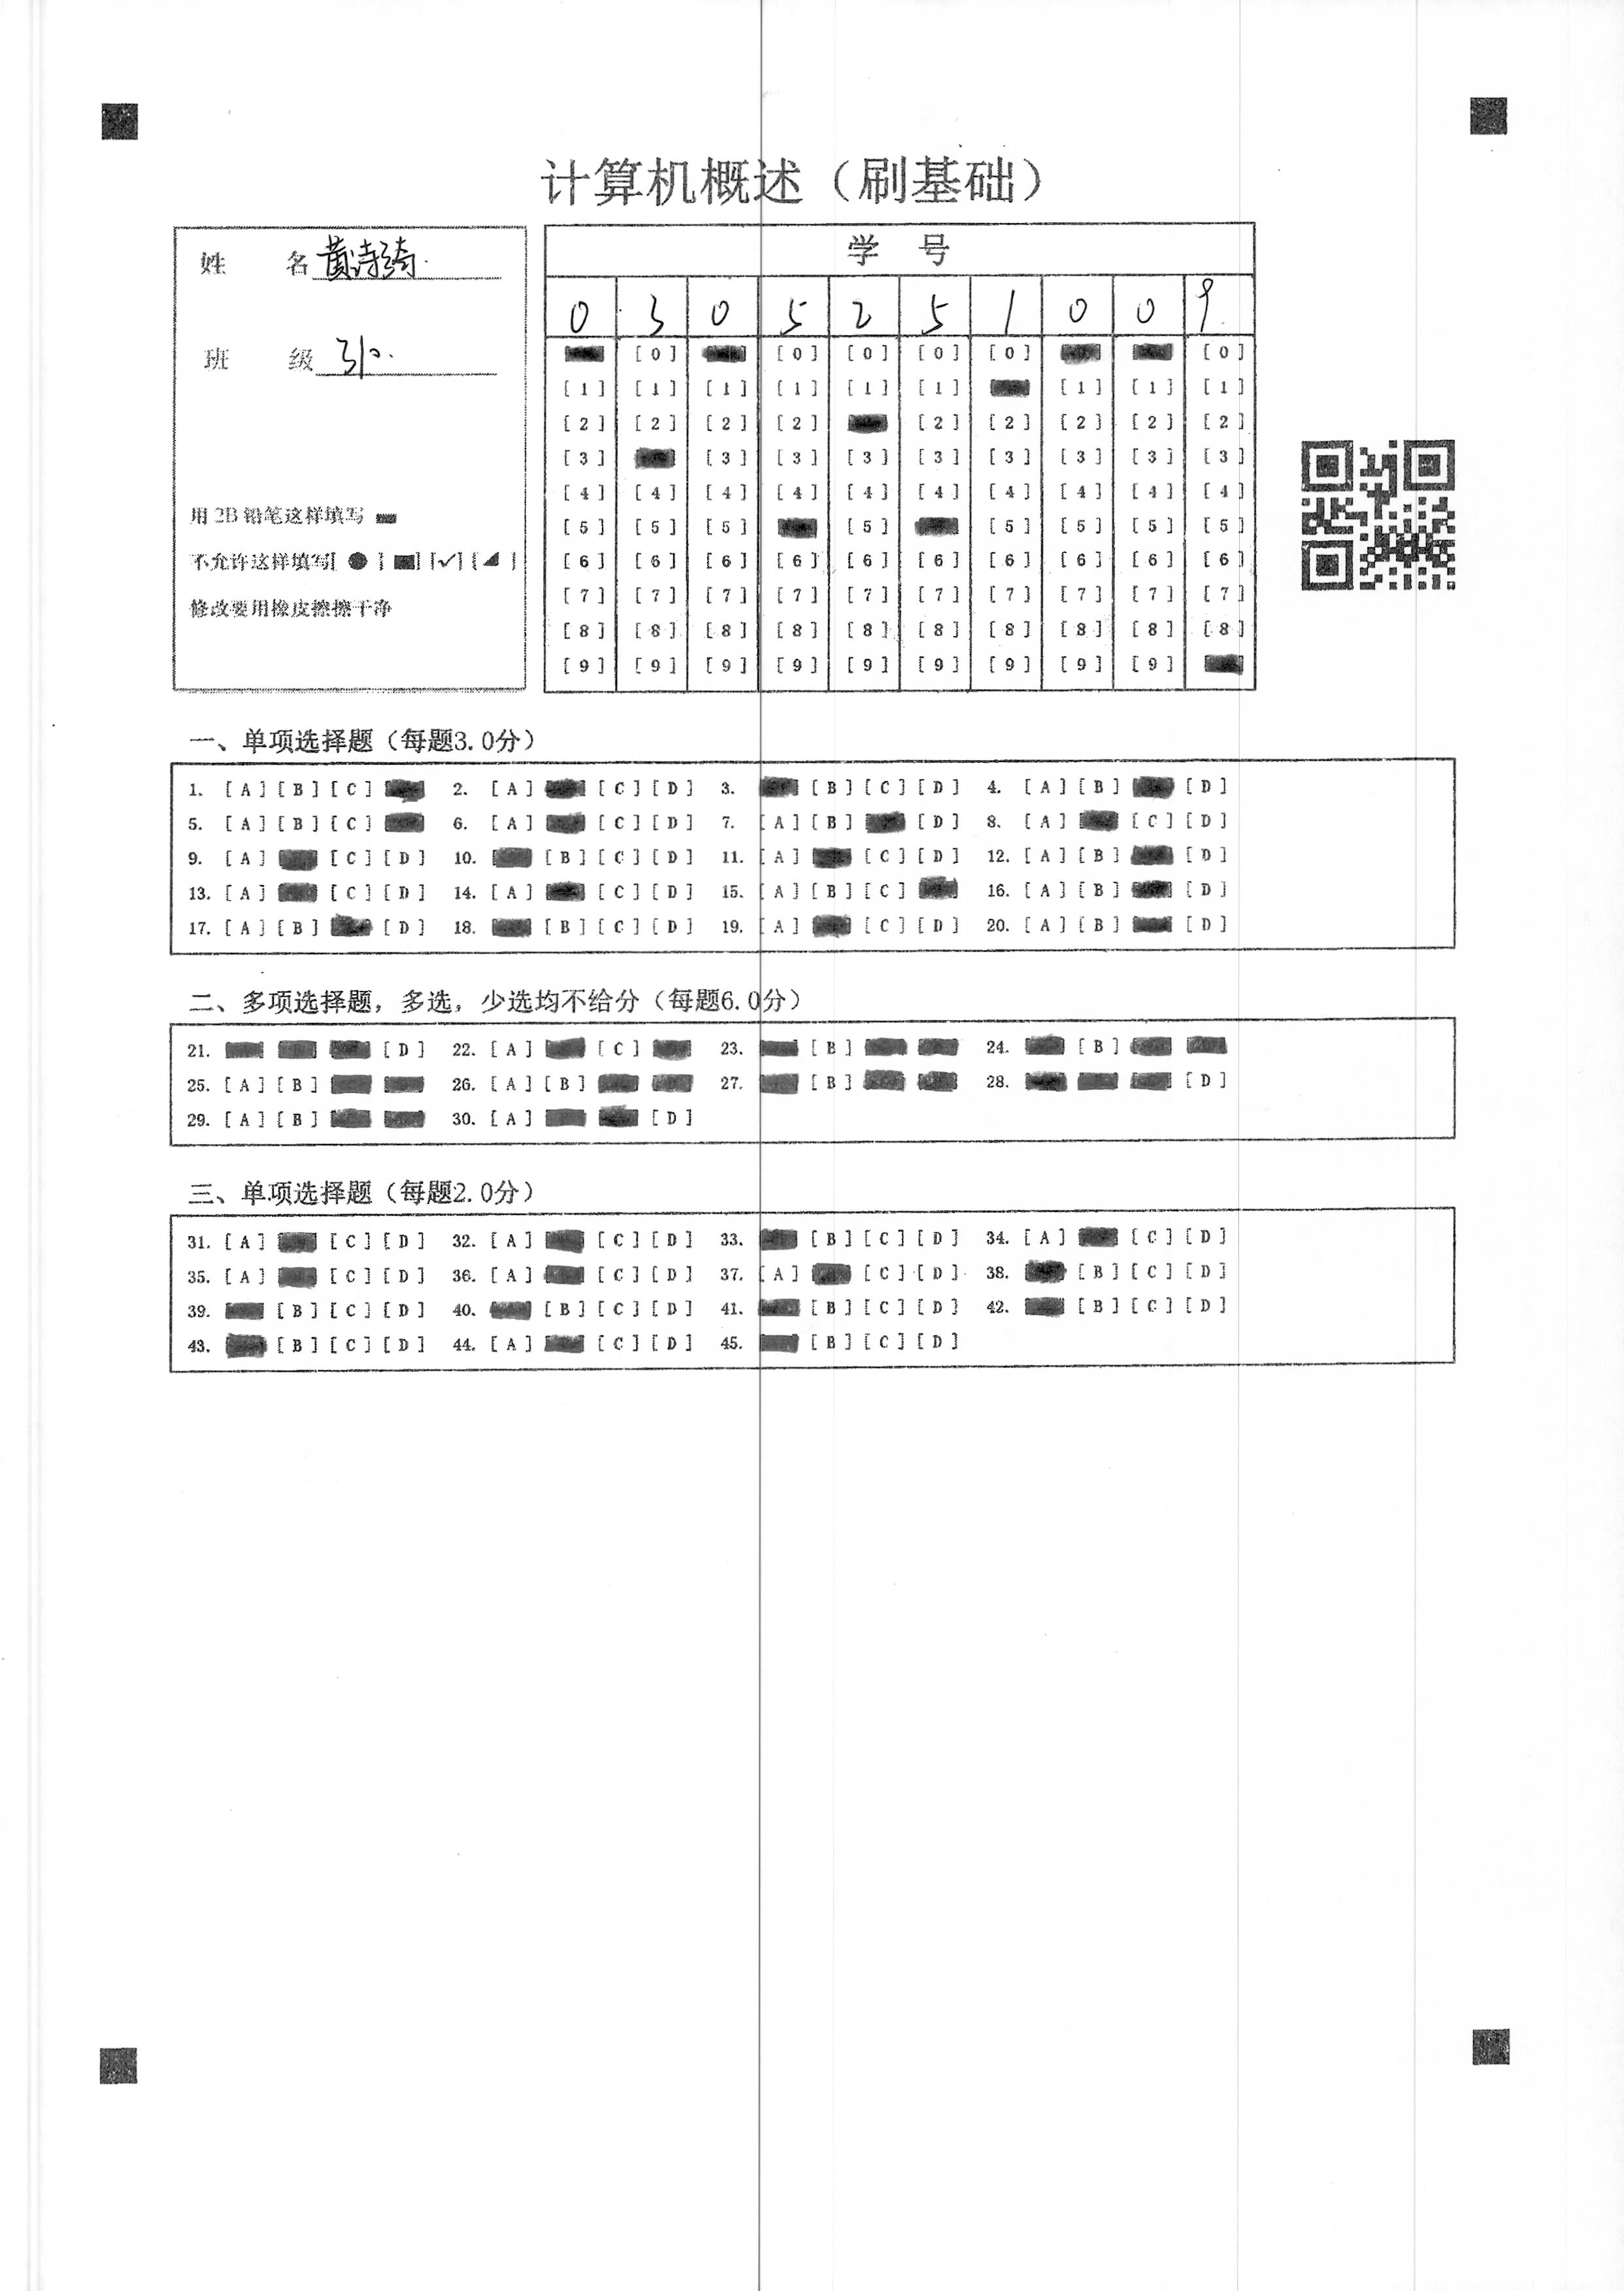 计算机概述（刷基础）
姓 名 黄诗琦
班 级 310.
用 2B 铅笔这样填写
不允许这样填写[ ● ] [■] [✓] [◢ ]
修改要用橡皮擦擦干净
学 号
0 3 0 5 2 5 1 0 0 9
[0] [0] [0] [0] [0] [0]
[1] [1] [1] [1] [1] [1] [1] [1] [1]
[2] [2] [2] [2] [2] [2] [2] [2] [2]
[3] [3] [3] [3] [3] [3] [3] [3] [3]
[4] [4] [4] [4] [4] [4] [4] [4] [4] [4]
[5] [5] [5] [5] [5] [5] [5] [5]
[6] [6] [6] [6] [6] [6] [6] [6] [6] [6]
[7] [7] [7] [7] [7] [7] [7] [7] [7] [7]
[8] [8] [8] [8] [8] [8] [8] [8] [8] [8]
[9] [9] [9] [9] [9] [9] [9] [9] [9]
一、单项选择题（每题3.0分）
1. [A] [B] [C] 2. [A] [C] [D] 3. [B] [C] [D] 4. [A] [B] [D]
5. [A] [B] [C] 6. [A] [C] [D] 7. [A] [B] [D] 8. [A] [C] [D]
9. [A] [C] [D] 10. [B] [C] [D] 11. [A] [C] [D] 12. [A] [B] [D]
13. [A] [C] [D] 14. [A] [C] [D] 15. [A] [B] [C] 16. [A] [B] [D]
17. [A] [B] [D] 18. [B] [C] [D] 19. [A] [C] [D] 20. [A] [B] [D]
二、多项选择题，多选，少选均不给分（每题6.0分）
21. [D] 22. [A] [C] 23. [B] 24. [B]
25. [A] [B] 26. [A] [B] 27. [B] 28. [D]
29. [A] [B] 30. [A] [D]
三、单项选择题（每题2.0分）
31. [A] [C] [D] 32. [A] [C] [D] 33. [B] [C] [D] 34. [A] [C] [D]
35. [A] [C] [D] 36. [A] [C] [D] 37. [A] [C] [D] 38. [B] [C] [D]
39. [B] [C] [D] 40. [B] [C] [D] 41. [B] [C] [D] 42. [B] [C] [D]
43. [B] [C] [D] 44. [A] [C] [D] 45. [B] [C] [D]